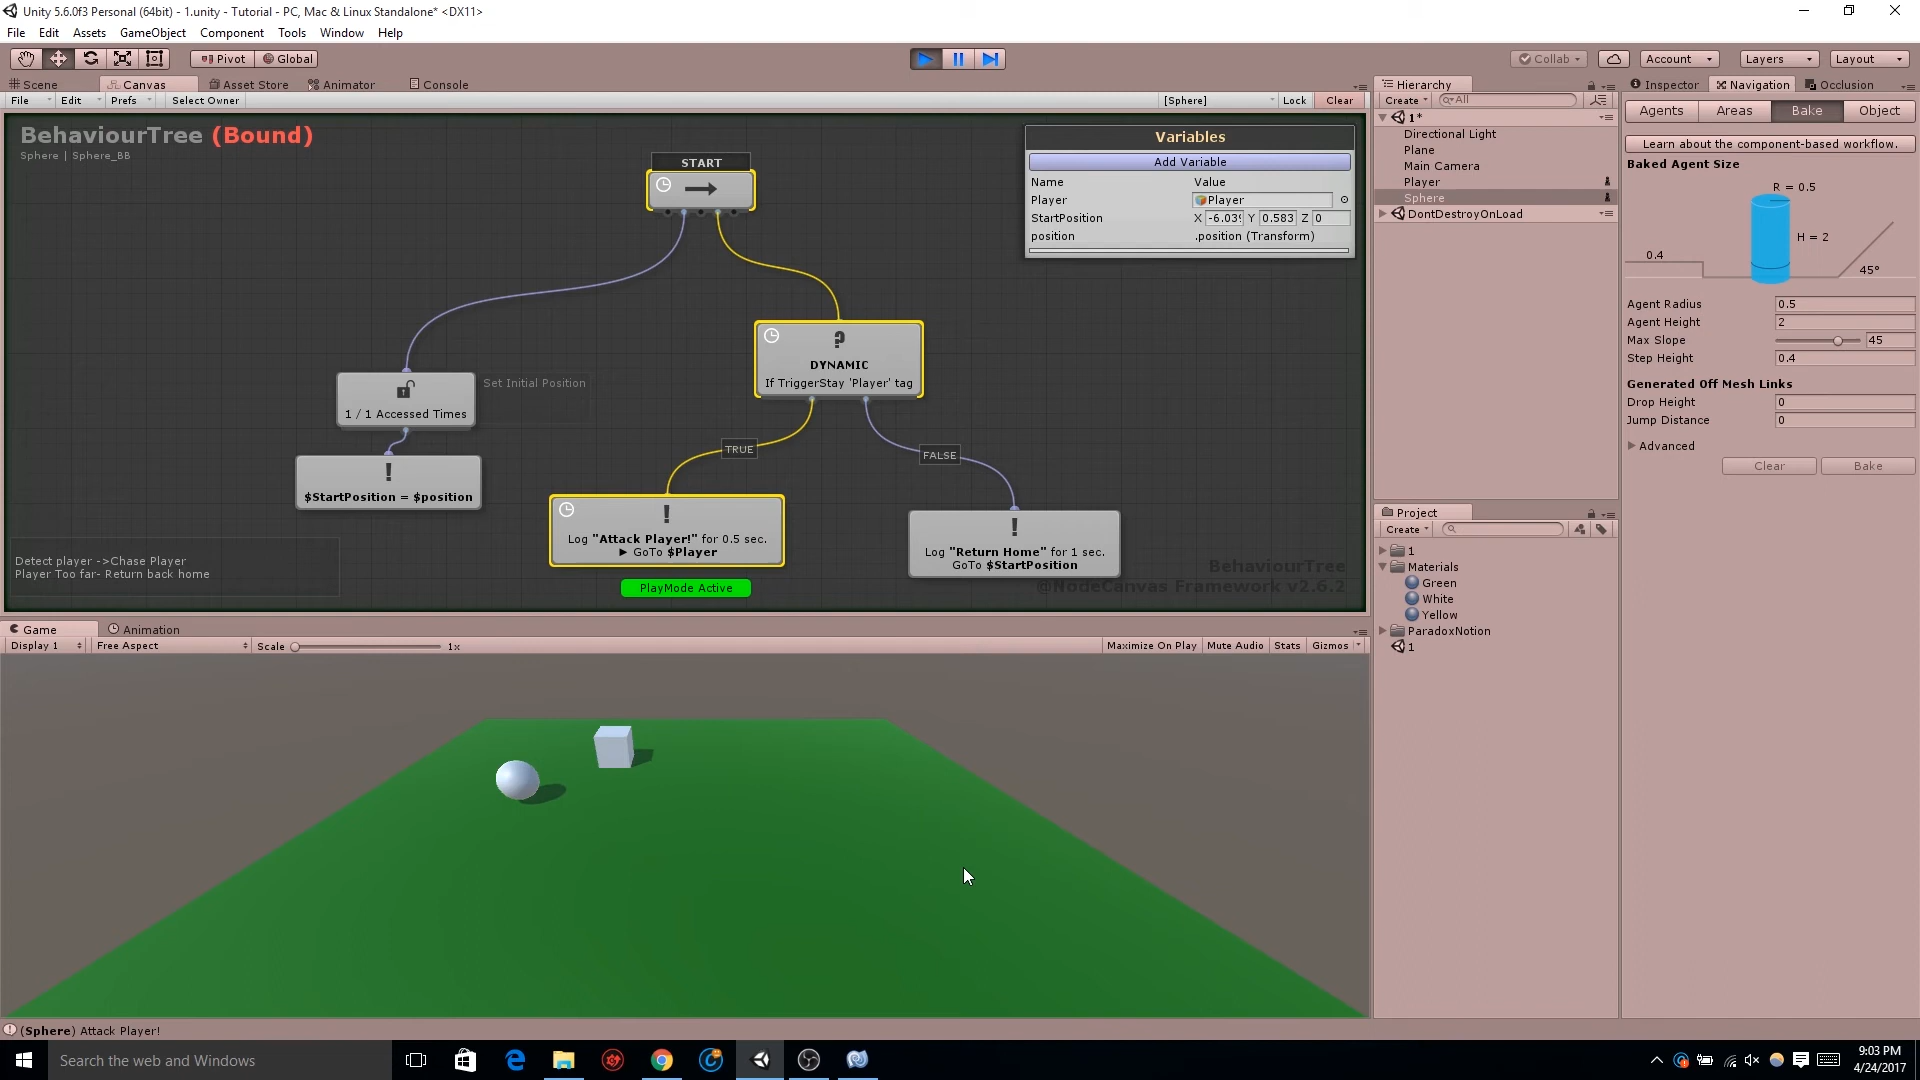 Unity 5.6.0f3 Personal (64bit) - 1.unity - Tutorial - PC, Mac & Linux Standalone* <DX11>
File Edit Assets GameObject Component Tools Window Help
Pivot Global Collab Account Layers Layout
Scene Canvas Asset Store Animator Console
File Edit Prefs Select Owner [Sphere] Lock Clear
BehaviourTree (Bound)
Sphere | Sphere_BB
START
DYNAMIC
If TriggerStay 'Player' tag
Set Initial Position
1 / 1 Accessed Times
$StartPosition = $position
TRUE
FALSE
Log "Attack Player!" for 0.5 sec.
▶ GoTo $Player
Log "Return Home" for 1 sec.
GoTo $StartPosition
Detect player ->Chase Player
Player Too far- Return back home
PlayMode Active
BehaviourTree
@NodeCanvas Framework v2.6.2
Variables
Add Variable
Name Value
Player Player
StartPosition X -6.039 Y 0.583 Z 0
position .position (Transform)
Game Animation
Display 1 Free Aspect Scale 1x Maximize On Play Mute Audio Stats Gizmos
Hierarchy
Create All
1*
Directional Light
Plane
Main Camera
Player
Sphere
DontDestroyOnLoad
Project
Create
1
Materials
Green
White
Yellow
ParadoxNotion
1
Inspector Navigation Occlusion
Agents Areas Bake Object
Learn about the component-based workflow.
Baked Agent Size
R = 0.5
H = 2
0.4
45°
Agent Radius 0.5
Agent Height 2
Max Slope 45
Step Height 0.4
Generated Off Mesh Links
Drop Height 0
Jump Distance 0
Advanced
Clear Bake
(Sphere) Attack Player!
Search the web and Windows
9:03 PM
4/24/2017